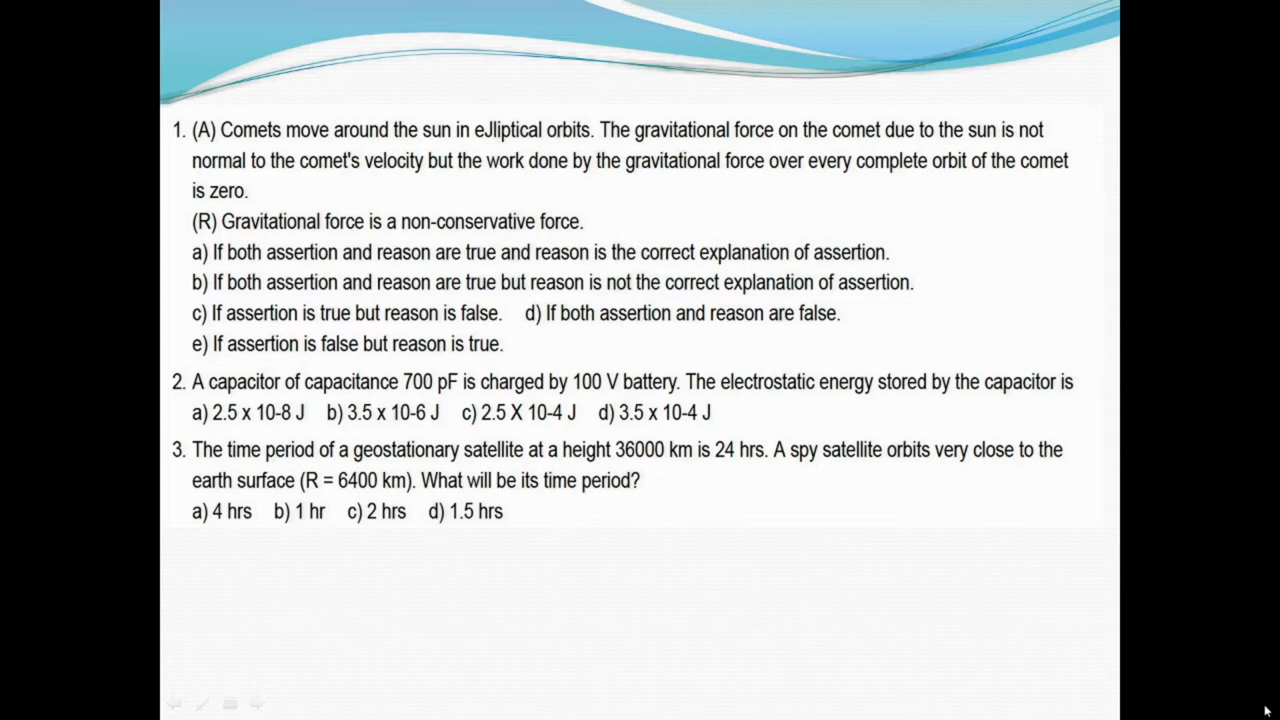 1. (A) Comets move around the sun in eJliptical orbits. The gravitational force on the comet due to the sun is not
normal to the comet's velocity but the work done by the gravitational force over every complete orbit of the comet
is zero.
(R) Gravitational force is a non-conservative force.
a) If both assertion and reason are true and reason is the correct explanation of assertion.
b) If both assertion and reason are true but reason is not the correct explanation of assertion.
c) If assertion is true but reason is false. d) If both assertion and reason are false.
e) If assertion is false but reason is true.
2. A capacitor of capacitance 700 pF is charged by 100 V battery. The electrostatic energy stored by the capacitor is
a) 2.5 x 10-8 J b) 3.5 x 10-6 J c) 2.5 X 10-4 J d) 3.5 x 10-4 J
3. The time period of a geostationary satellite at a height 36000 km is 24 hrs. A spy satellite orbits very close to the
earth surface (R = 6400 km). What will be its time period?
a) 4 hrs b) 1 hr c) 2 hrs d) 1.5 hrs